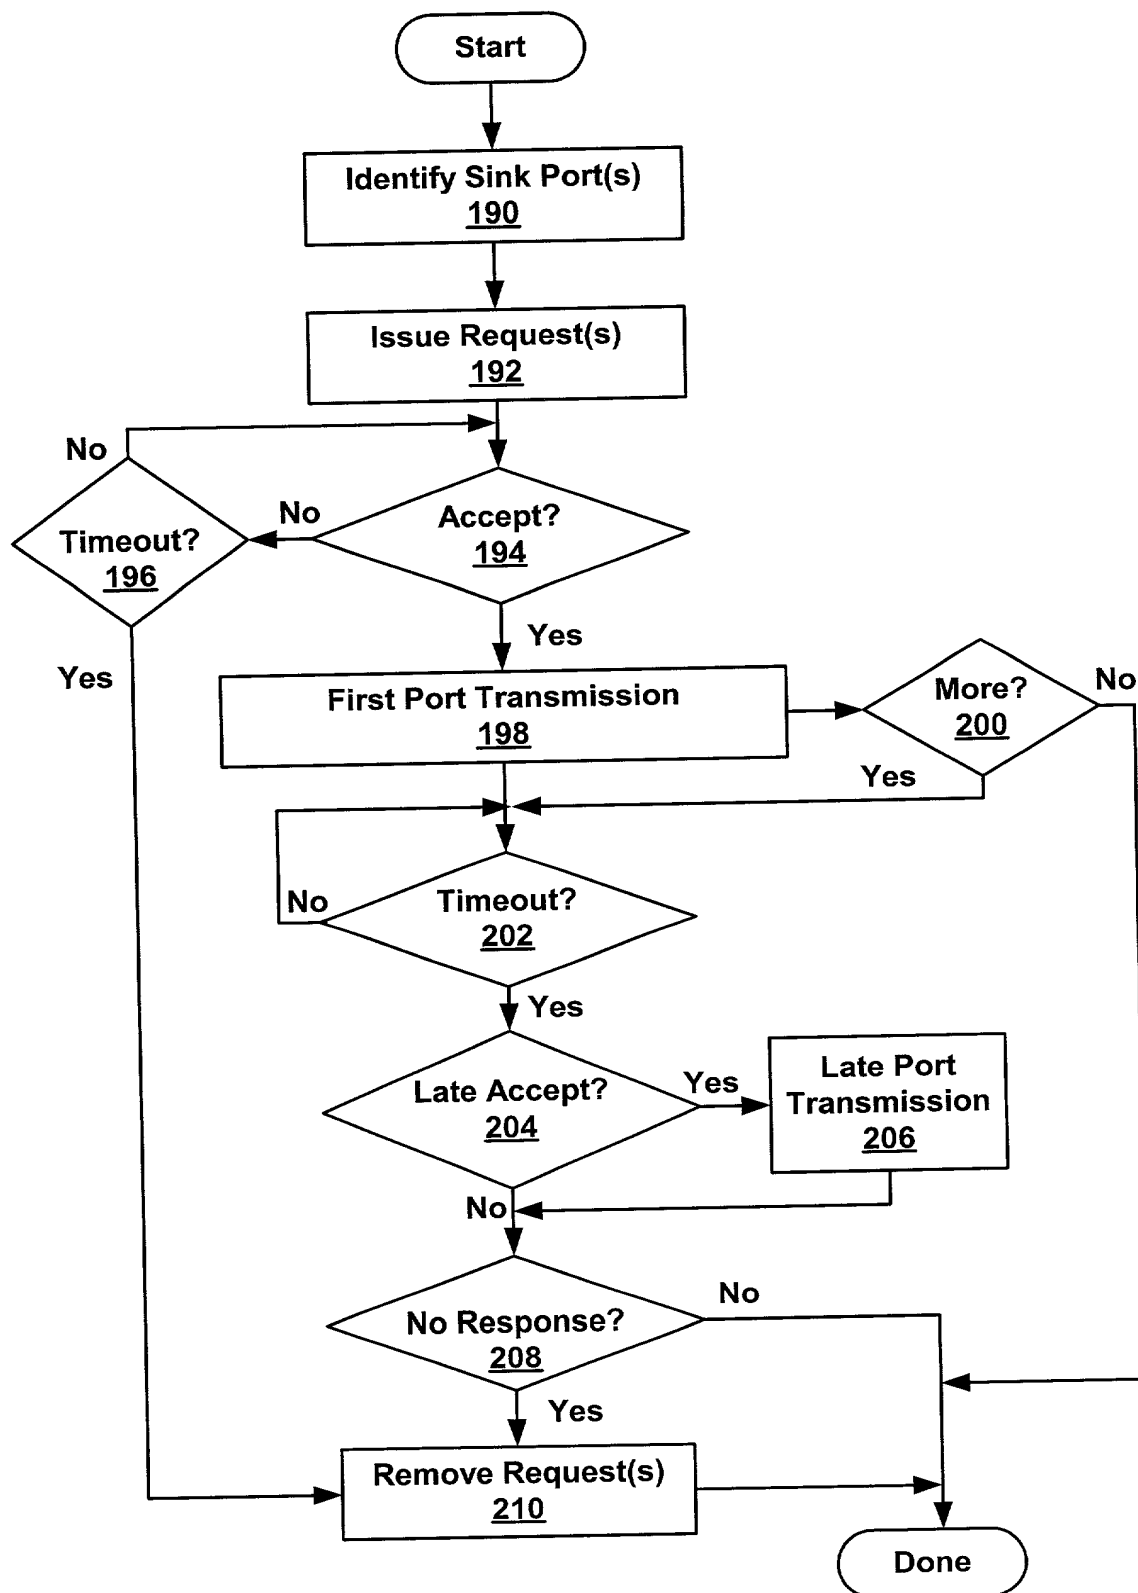 Start
Identify Sink Port(s)
190
Issue Request(s)
192
No
No
Accept?
194
Timeout?
196
Yes
Yes
First Port Transmission
198
More?
200
No
Yes
No
Timeout?
202
Yes
Late Accept?
204
Yes
Late Port
Transmission
206
No
No Response?
208
No
Yes
Remove Request(s)
210
Done